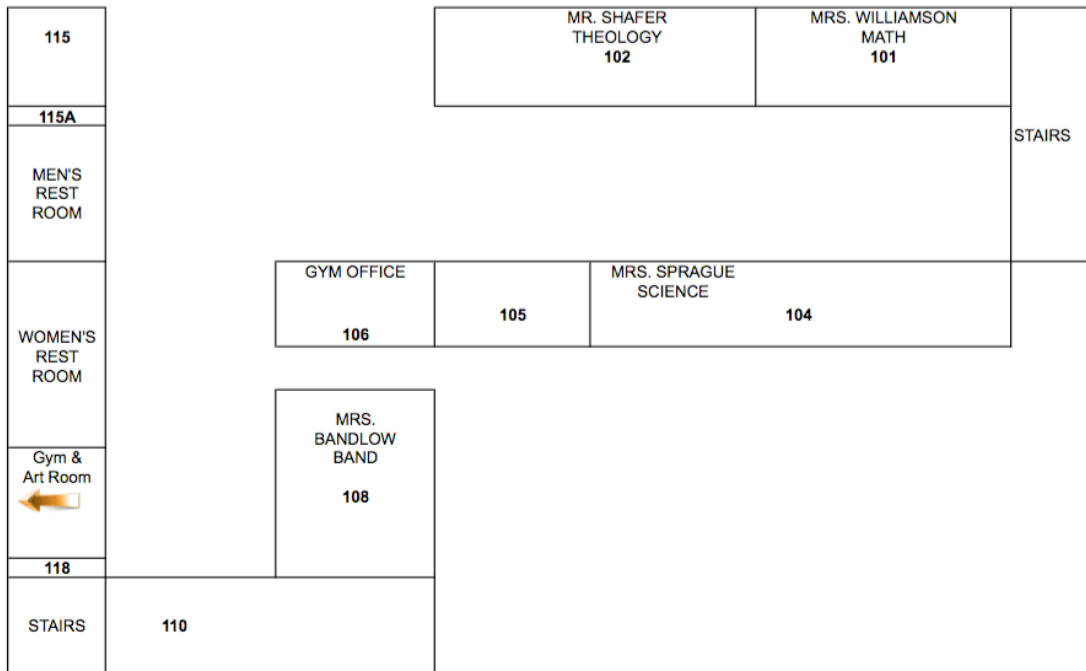 115
MR. SHAFER
THEOLOGY
102
MRS. WILLIAMSON
MATH
101
115A
STAIRS
MEN'S
REST
ROOM
GYM OFFICE
106
105
MRS. SPRAGUE
SCIENCE
104
WOMEN'S
REST
ROOM
MRS.
BANDLOW
BAND
108
Gym &
Art Room
118
STAIRS
110